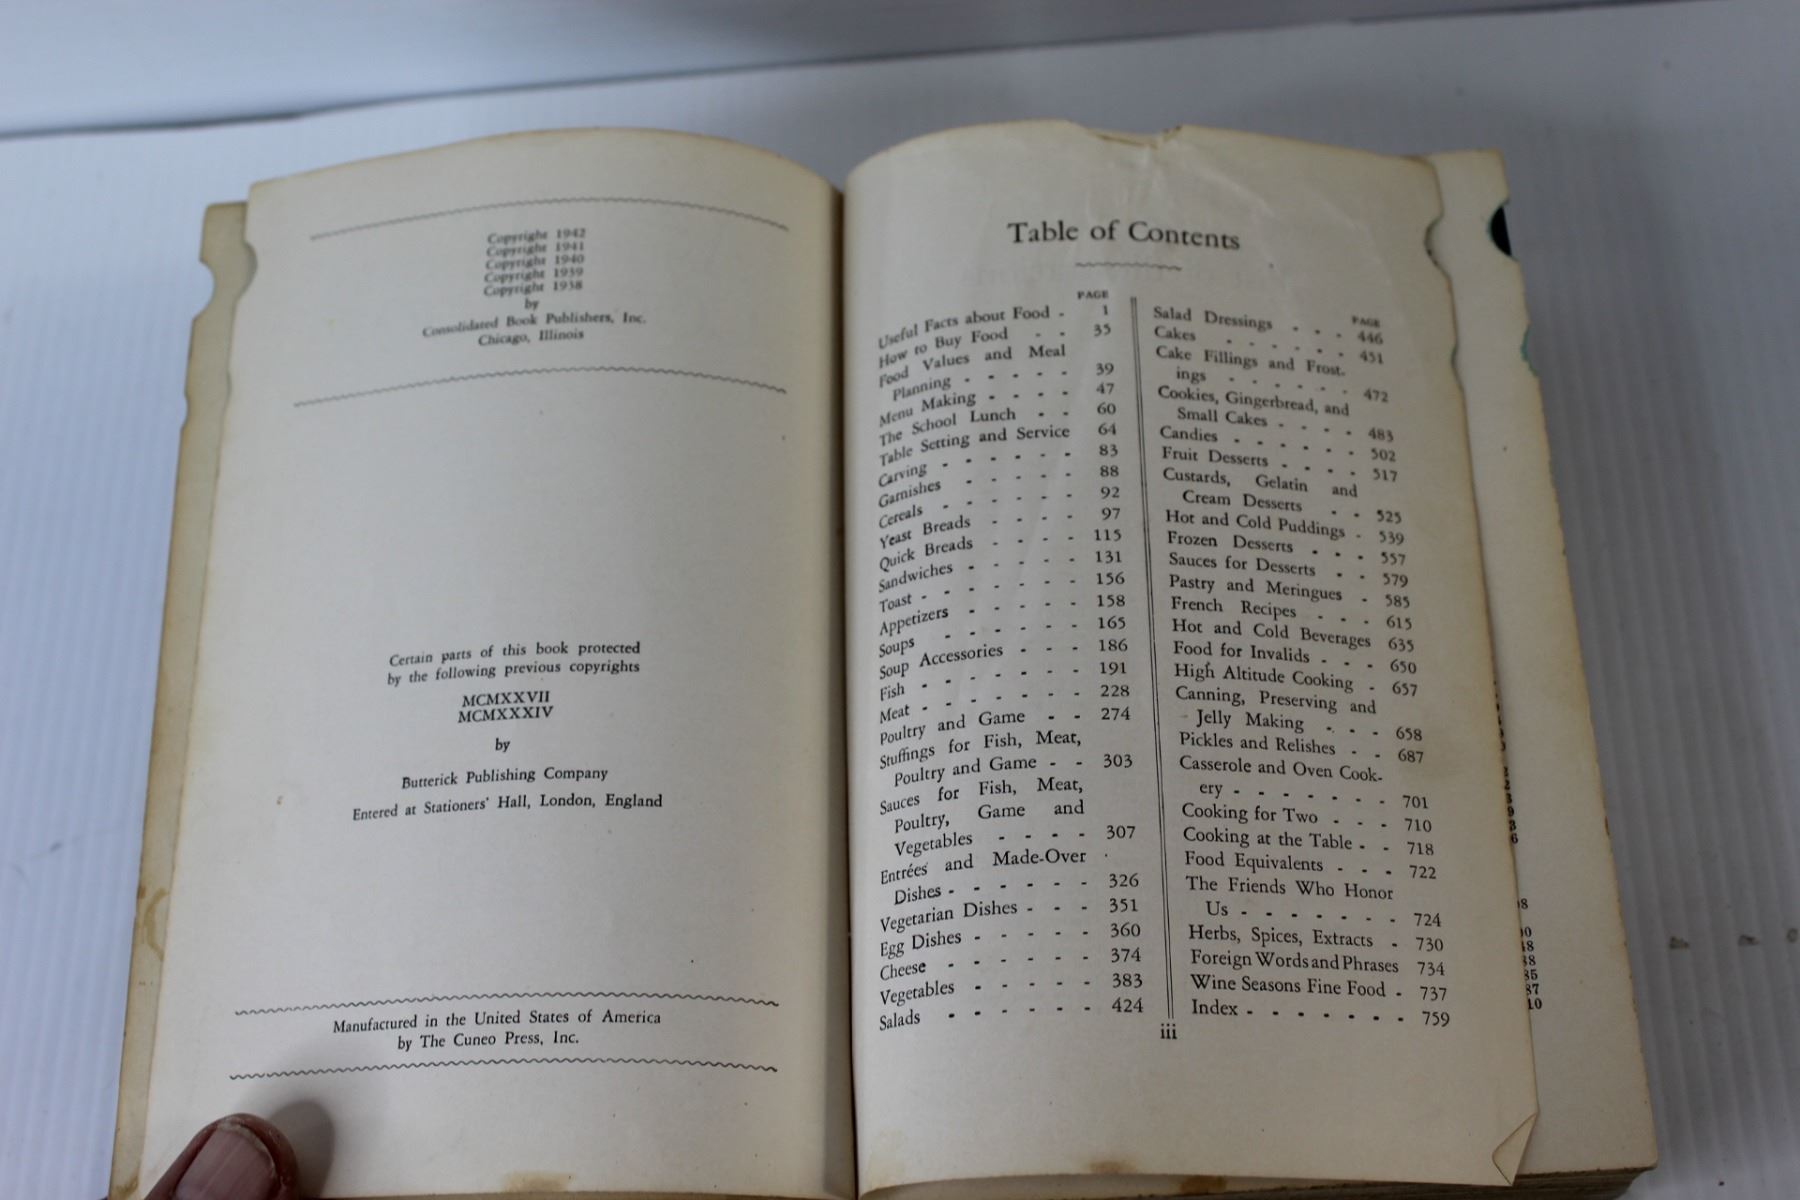 Copyright 1942
Copyright 1941
Copyright 1940
Copyright 1939
Copyright 1938
by
Consolidated Book Publishers, Inc.
Chicago, Illinois
Certain parts of this book protected
by the following previous copyrights
MCMXXVII
MCMXXXIV
by
Butterick Publishing Company
Entered at Stationers' Hall, London, England
Manufactured in the United States of America
by The Cuneo Press, Inc.
Table of Contents
PAGE
Useful Facts about Food - 1
How to Buy Food - - 35
Food Values and Meal
Planning - - - - - 39
Menu Making - - - - 47
The School Lunch - - 60
Table Setting and Service 64
Carving - - - - - - 83
Garnishes - - - - - 88
Cereals - - - - - - 92
Yeast Breads - - - - 97
Quick Breads - - - - 115
Sandwiches - - - - - 131
Toast - - - - - - - 156
Appetizers - - - - - 158
Soups - - - - - - 165
Soup Accessories - - - 186
Fish - - - - - - - 191
Meat - - - - - - - 228
Poultry and Game - - 274
Stuffings for Fish, Meat,
Poultry and Game - - 303
Sauces for Fish, Meat,
Poultry, Game and
Vegetables - - - - 307
Entrées and Made-Over
Dishes - - - - - - 326
Vegetarian Dishes - - - 351
Egg Dishes - - - - - 360
Cheese - - - - - - 374
Vegetables - - - - - 383
Salads - - - - - - 424
PAGE
Salad Dressings - - - 446
Cakes - - - - - - 451
Cake Fillings and Frost-
ings - - - - - - 472
Cookies, Gingerbread, and
Small Cakes - - - - 483
Candies - - - - - - 502
Fruit Desserts - - - - 517
Custards, Gelatin and
Cream Desserts - - 525
Hot and Cold Puddings - 539
Frozen Desserts - - - 557
Sauces for Desserts - - 579
Pastry and Meringues - 585
French Recipes - - - 615
Hot and Cold Beverages 635
Food for Invalids - - - 650
High Altitude Cooking - 657
Canning, Preserving and
Jelly Making - - - 658
Pickles and Relishes - - 687
Casserole and Oven Cook-
ery - - - - - - - 701
Cooking for Two - - - 710
Cooking at the Table - - 718
Food Equivalents - - - 722
The Friends Who Honor
Us - - - - - - - 724
Herbs, Spices, Extracts - 730
Foreign Words and Phrases 734
Wine Seasons Fine Food - 737
Index - - - - - - - 759
iii